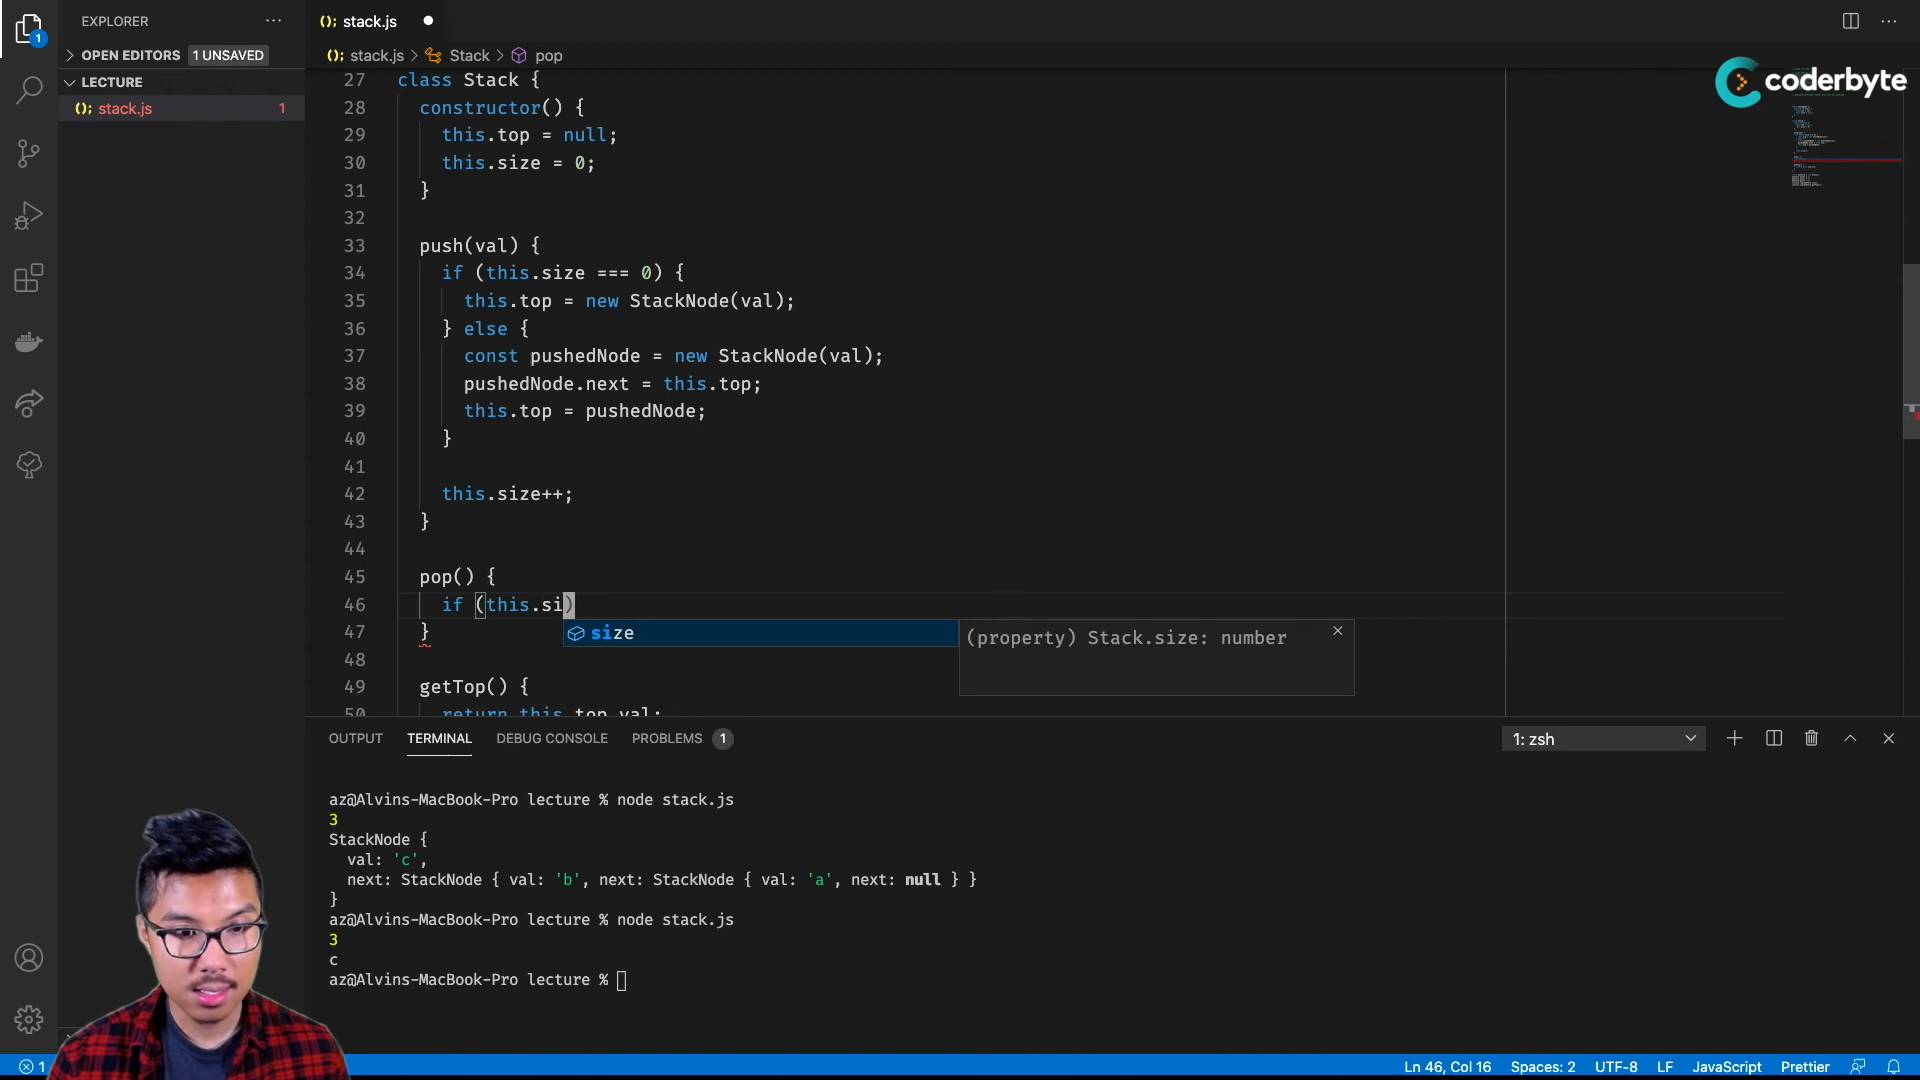 EXPLORER
stack.js
OPEN EDITORS 1 UNSAVED
stack.js > Stack > pop
LECTURE
stack.js 1
coderbyte
27 class Stack {
28 constructor() {
29 this.top = null;
30 this.size = 0;
31 }
32
33 push(val) {
34 if (this.size === 0) {
35 this.top = new StackNode(val);
36 } else {
37 const pushedNode = new StackNode(val);
38 pushedNode.next = this.top;
39 this.top = pushedNode;
40 }
41
42 this.size++;
43 }
44
45 pop() {
46 if (this.si)
47 }
size
(property) Stack.size: number
48
49 getTop() {
50 return this.top.val;
OUTPUT TERMINAL DEBUG CONSOLE PROBLEMS 1
1: zsh
az@Alvins-MacBook-Pro lecture % node stack.js
3
StackNode {
val: 'c',
next: StackNode { val: 'b', next: StackNode { val: 'a', next: null } }
}
az@Alvins-MacBook-Pro lecture % node stack.js
3
c
az@Alvins-MacBook-Pro lecture %
1
Ln 46, Col 16 Spaces: 2 UTF-8 LF JavaScript Prettier